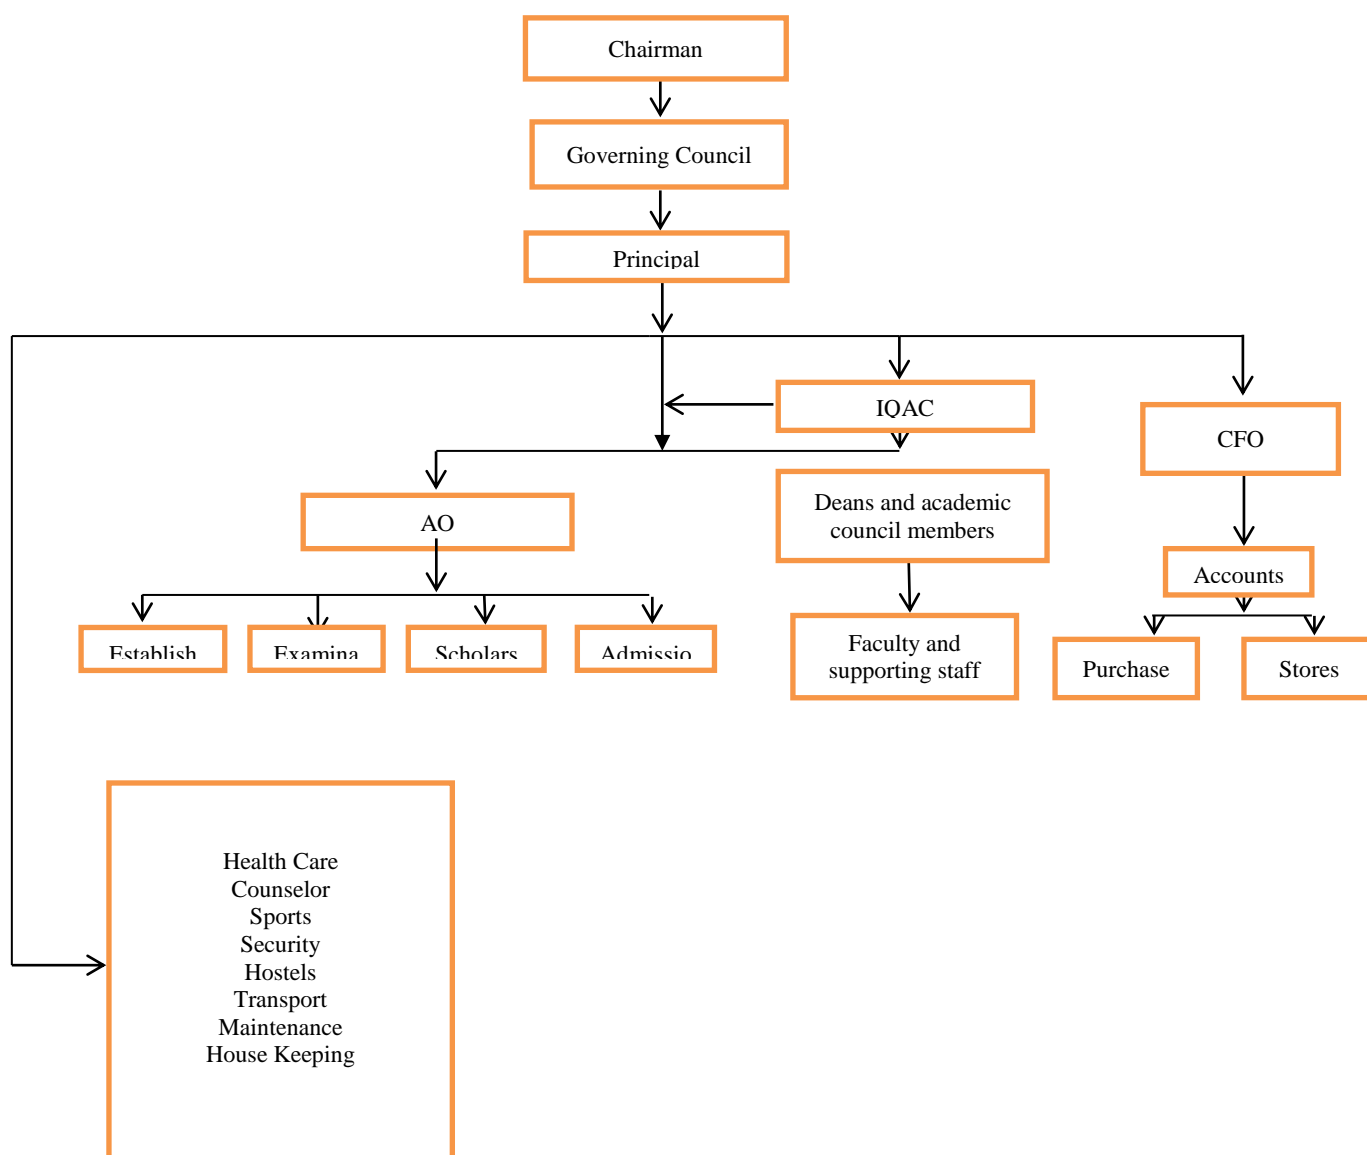 Chairman
Governing Council
Principal
IQAC
CFO
Deans and academic
council members
AO
Accounts
Establish
Examina
Scholars
Admissio
Faculty and
supporting staff
Purchase
Stores
Health Care
Counselor
Sports
Security
Hostels
Transport
Maintenance
House Keeping